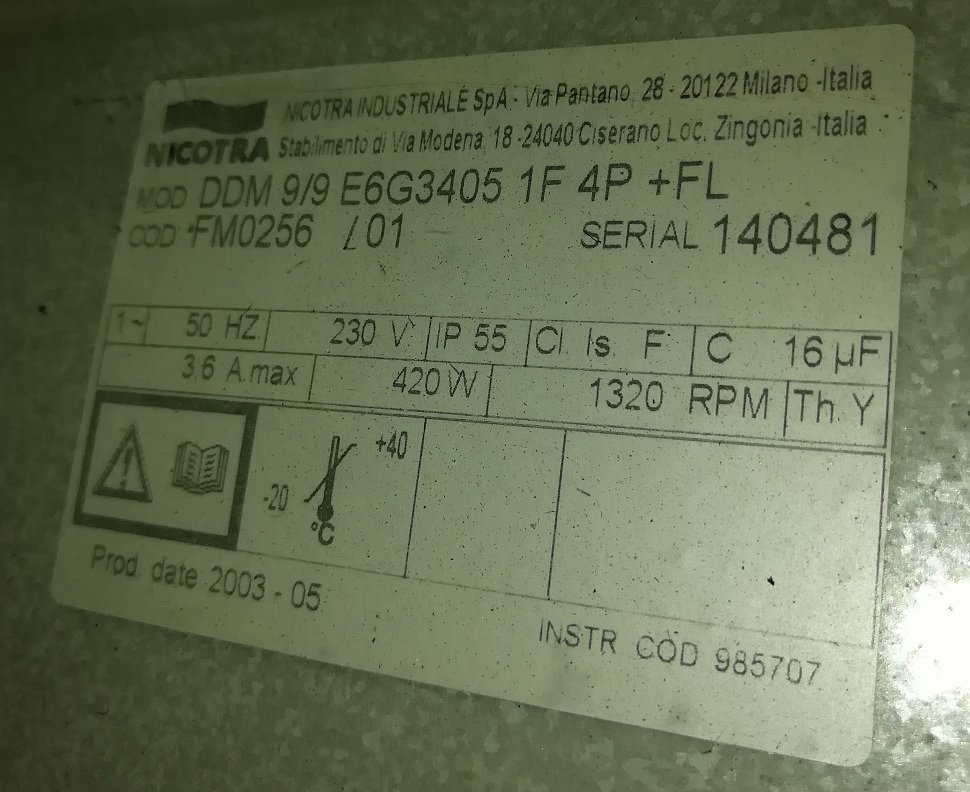 NICOTRA INDUSTRIALE SpA - Via Pantano, 28 - 20122 Milano -Italia
NICOTRA Stabilimento di Via Modena, 18 -24040 Ciserano Loc. Zingonia -Italia
MOD DDM 9/9 E6G3405 1F 4P +FL
COD FM0256 /01 SERIAL 140481
1~ 50 HZ 230 V IP 55 Cl. Is F C 16 µF
3,6 A.max 420 W 1320 RPM Th. Y
-20 +40
°C
Prod. date 2003 - 05
INSTR COD 985707